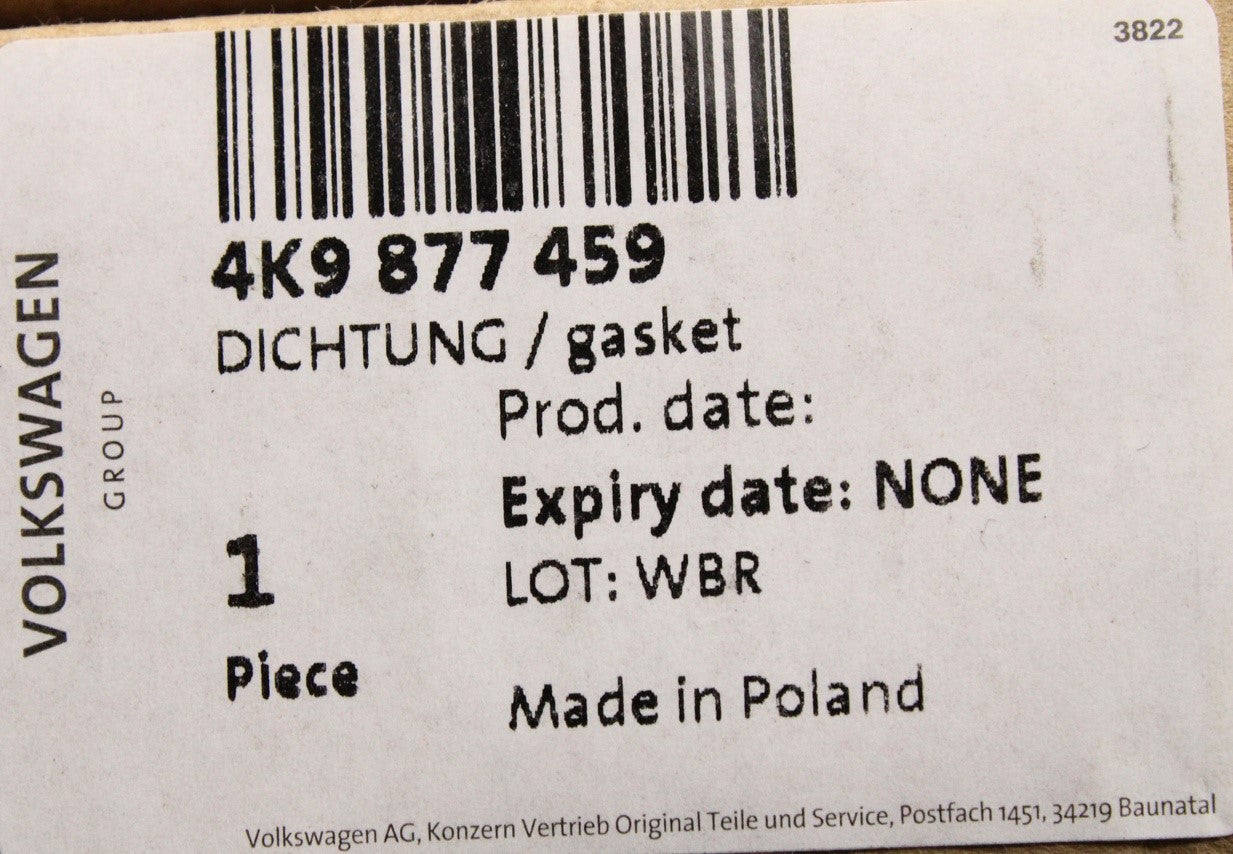 3822
4K9 877 459
DICHTUNG / gasket
Prod. date:
Expiry date: NONE
LOT: WBR
1
Piece
Made in Poland
VOLKSWAGEN
GROUP
Volkswagen AG, Konzern Vertrieb Original Teile und Service, Postfach 1451, 34219 Baunatal